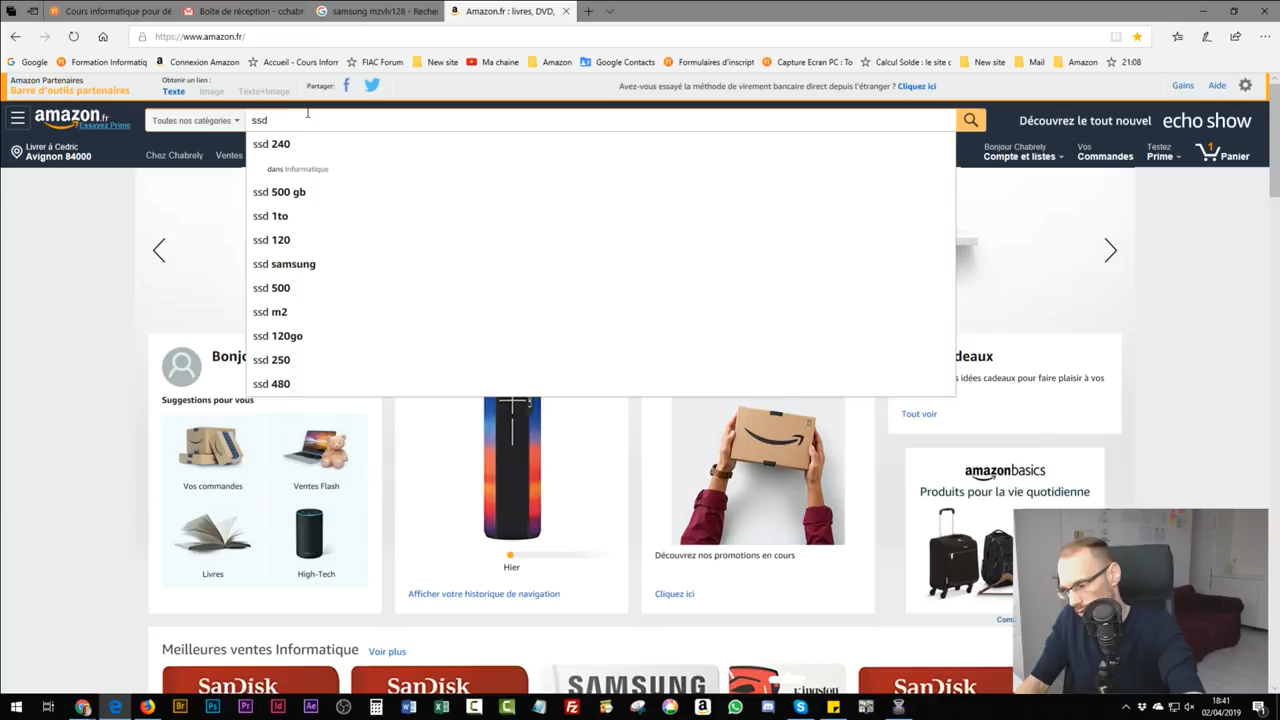 Cours informatique pour dé
Boîte de réception - cchabr
samsung mzvlv128 - Recher
Amazon.fr : livres, DVD,
https://www.amazon.fr/
Google
Formation Informatiq
Connexion Amazon
Accueil - Cours Inforr
FIAC Forum
New site
Ma chaine
Amazon
Google Contacts
Formulaires d'inscript
Capture Ecran PC : To
Calcul Solde : le site c
New site
Mail
Amazon
21:08
Amazon Partenaires
Barre d'outils partenaires
Obtenir un lien :
Texte Image Texte+Image
Partager:
Avez-vous essayé la méthode de virement bancaire direct depuis l'étranger ? Cliquez ici
Gains Aide
amazon.fr
Essayez Prime
Toutes nos catégories
ssd
Découvrez le tout nouveau echo show
Livrer à Cedric
Avignon 84000
Chez Chabrely Ventes
Bonjour Chabrely
Compte et listes
Vos
Commandes
Testez
Prime
1
Panier
ssd 240
dans Informatique
ssd 500 gb
ssd 1to
ssd 120
ssd samsung
ssd 500
ssd m2
ssd 120go
ssd 250
ssd 480
Bonjo
Suggestions pour vous
Vos commandes
Ventes Flash
Livres
High-Tech
Hier
Afficher votre historique de navigation
Découvrez nos promotions en cours
Cliquez ici
deaux
s idées cadeaux pour faire plaisir à vos
Tout voir
amazonbasics
Produits pour la vie quotidienne
Com
Meilleures ventes Informatique Voir plus
SanDisk
SanDisk
SAMSUNG
Kingston
SanDisk
18:41
02/04/2019